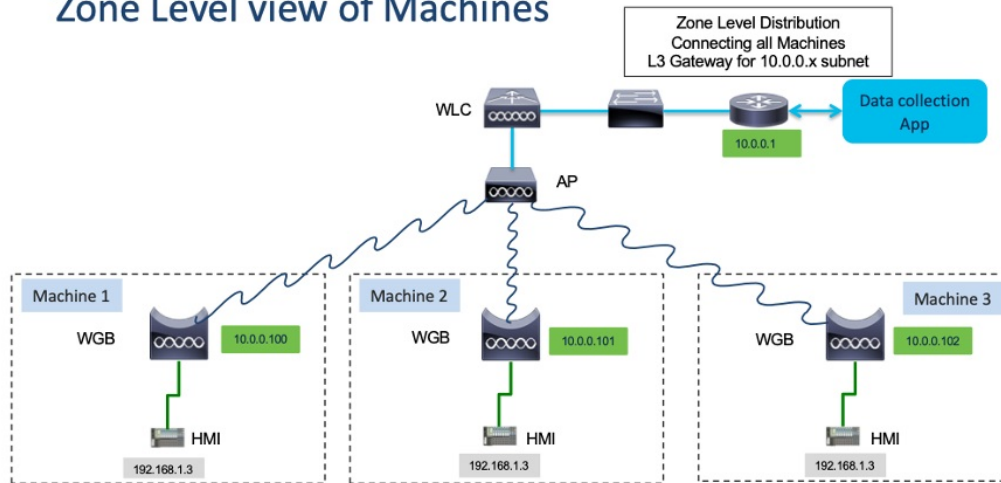 Zone Level view of Machines
Zone Level Distribution
Connecting all Machines
L3 Gateway for 10.0.0.x subnet
WLC
Data collection
App
10.0.0.1
AP
Machine 1
WGB
10.0.0.100
HMI
192.168.1.3
Machine 2
WGB
10.0.0.101
HMI
192.168.1.3
Machine 3
WGB
10.0.0.102
HMI
192.168.1.3